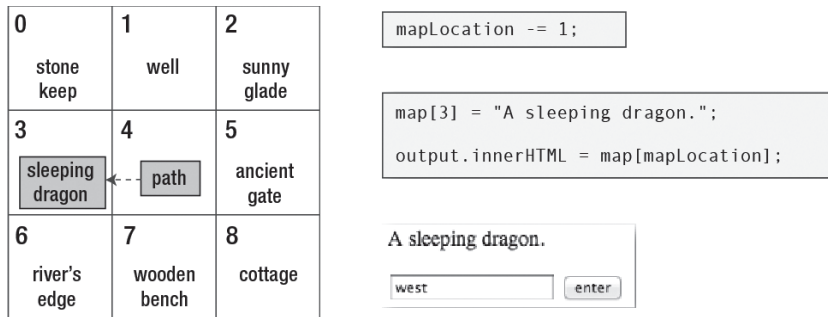 0
stone
keep
1
well
2
sunny
glade
3
sleeping
dragon
4
path
5
ancient
gate
6
river's
edge
7
wooden
bench
8
cottage
mapLocation -= 1;
map[3] = "A sleeping dragon.";
output.innerHTML = map[mapLocation];
A sleeping dragon.
west
enter